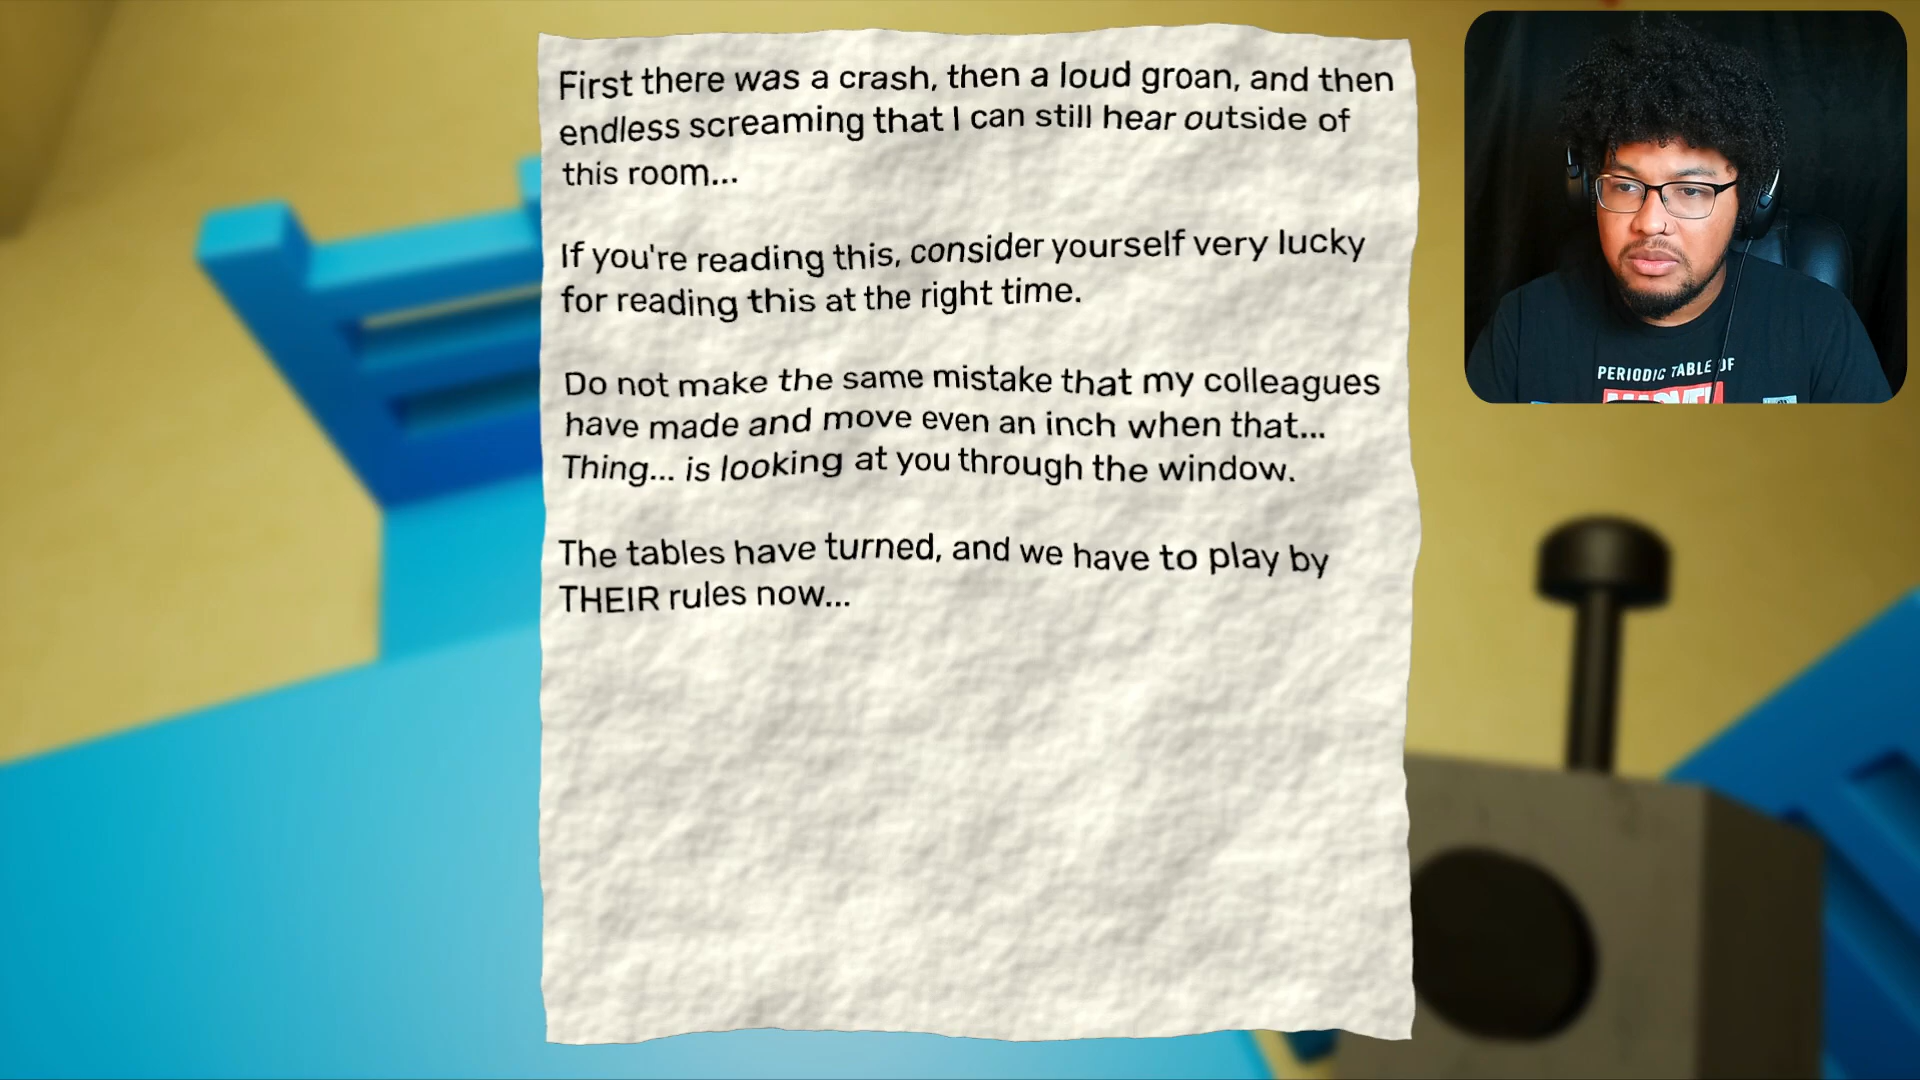 First there was a crash, then a loud groan, and then
endless screaming that I can still hear outside of
this room...
If you're reading this, consider yourself very lucky
for reading this at the right time.
Do not make the same mistake that my colleagues
have made and move even an inch when that...
Thing... is looking at you through the window.
The tables have turned, and we have to play by
THEIR rules now...
PERIODIC TABLE OF
MARVEL